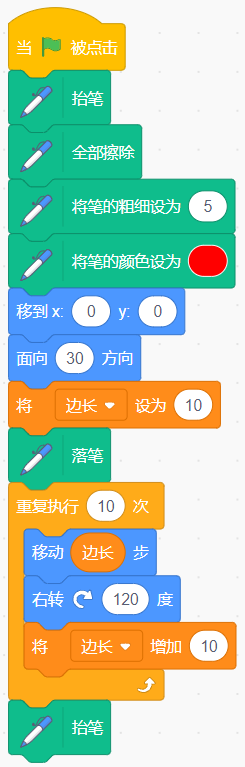 当 被点击
抬笔
全部擦除
将笔的粗细设为 5
将笔的颜色设为
移到 x: 0 y: 0
面向 30 方向
将 边长 设为 10
落笔
重复执行 10 次
移动 边长 步
右转 120 度
将 边长 增加 10
抬笔